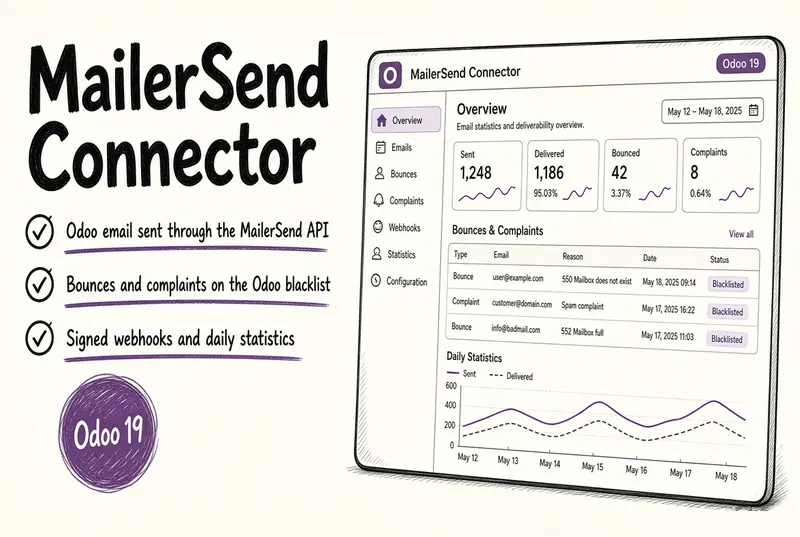 MailerSend
Connector
Odoo email sent through the MailerSend API
Bounces and complaints on the Odoo blacklist
Signed webhooks and daily statistics
Odoo 19
O MailerSend Connector
Odoo 19
Overview
Emails
Bounces
Complaints
Webhooks
Statistics
Configuration
Overview
Email statistics and deliverability overview.
May 12 – May 18, 2025
Sent
1,248
Delivered
1,186
95.03%
Bounced
42
3.37%
Complaints
8
0.64%
Bounces & Complaints
View all
Type Email Reason Date Status
Bounce user@example.com 550 Mailbox does not exist May 18, 2025 09:14 Blacklisted
Complaint customer@domain.com Spam complaint May 17, 2025 16:22 Blacklisted
Bounce info@badmail.com 552 Mailbox full May 17, 2025 11:03 Blacklisted
Daily Statistics
Sent Delivered
600
400
200
0
May 12 May 13 May 14 May 15 May 16 May 17 May 18